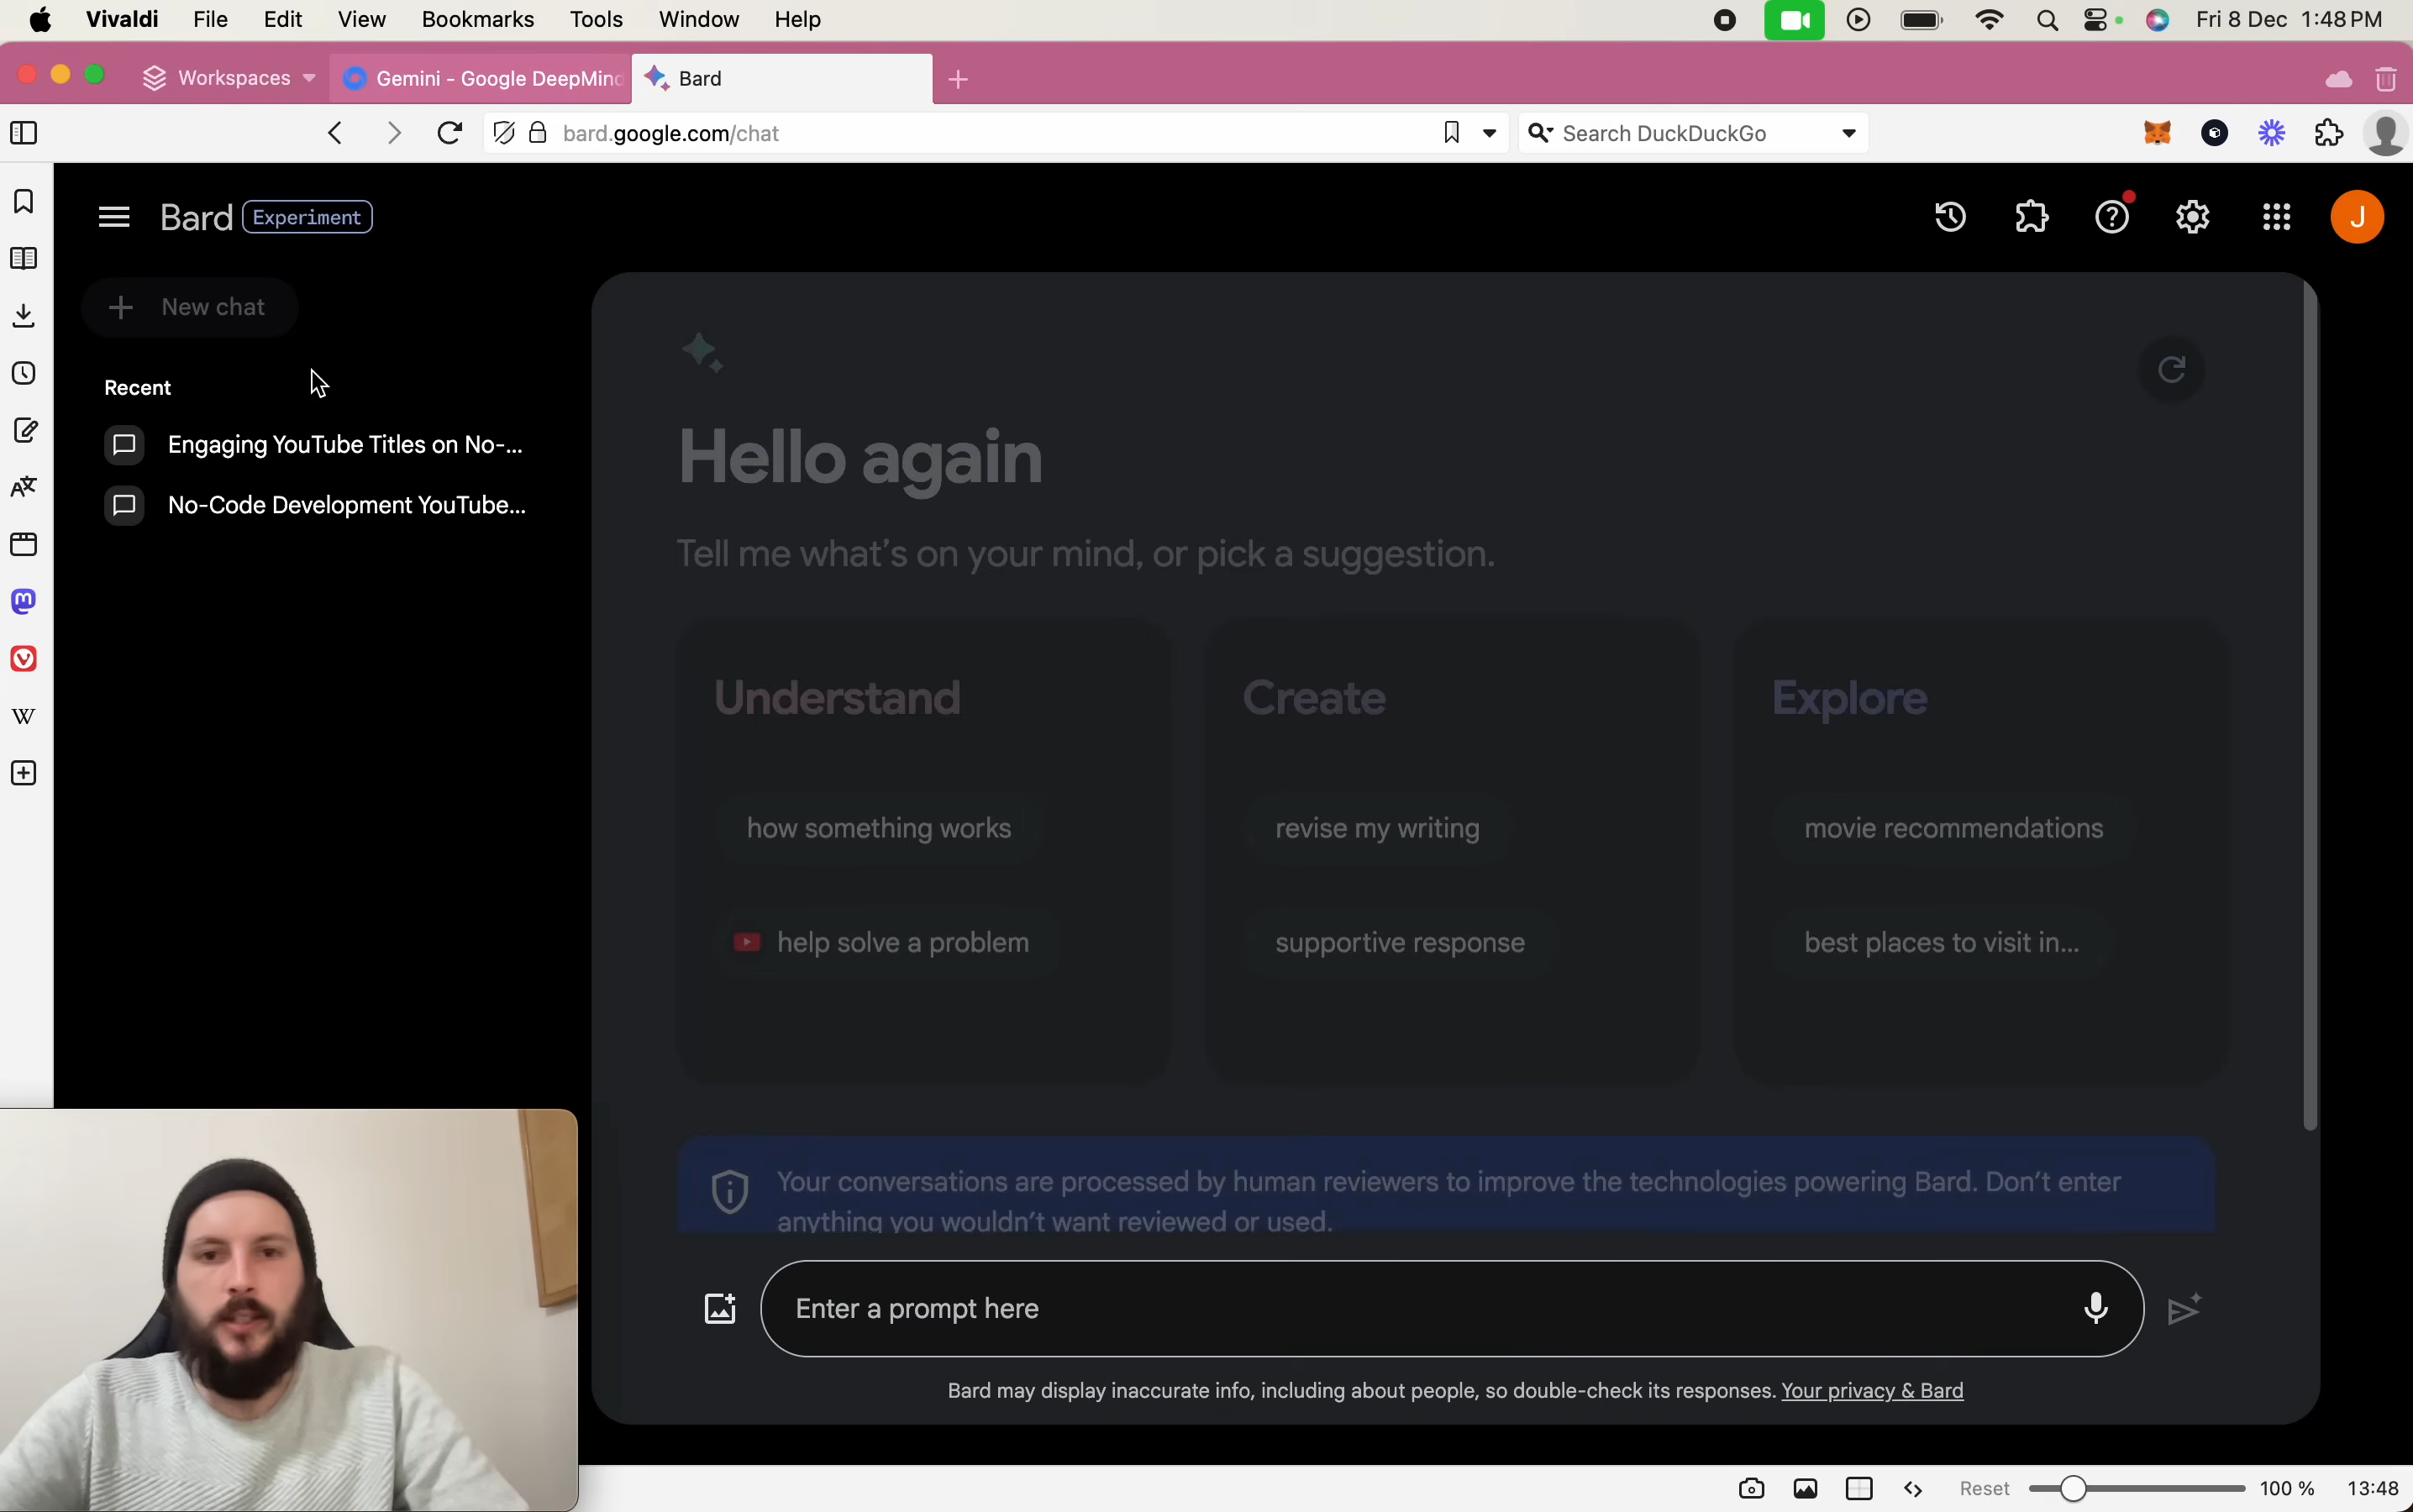 Vivaldi File Edit View Bookmarks Tools Window Help
Fri 8 Dec 1:48 PM
Workspaces
Gemini - Google DeepMind
Bard
bard.google.com/chat
Search DuckDuckGo
Bard Experiment
J
New chat
Recent
Engaging YouTube Titles on No-...
No-Code Development YouTube...
Hello again
Tell me what's on your mind, or pick a suggestion.
Understand
how something works
help solve a problem
Create
revise my writing
supportive response
Explore
movie recommendations
best places to visit in...
Your conversations are processed by human reviewers to improve the technologies powering Bard. Don't enter
anything you wouldn't want reviewed or used.
Enter a prompt here
Bard may display inaccurate info, including about people, so double-check its responses. Your privacy & Bard
Reset
100 %
13:48